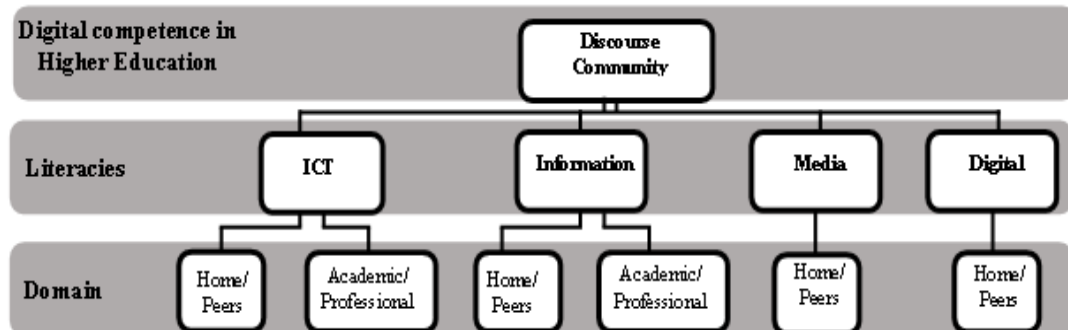 Digital competence in
Higher Education
Discourse
Community
Literacies
ICT
Information
Media
Digital
Domain
Home/
Peers
Academic/
Professional
Home/
Peers
Academic/
Professional
Home/
Peers
Home/
Peers